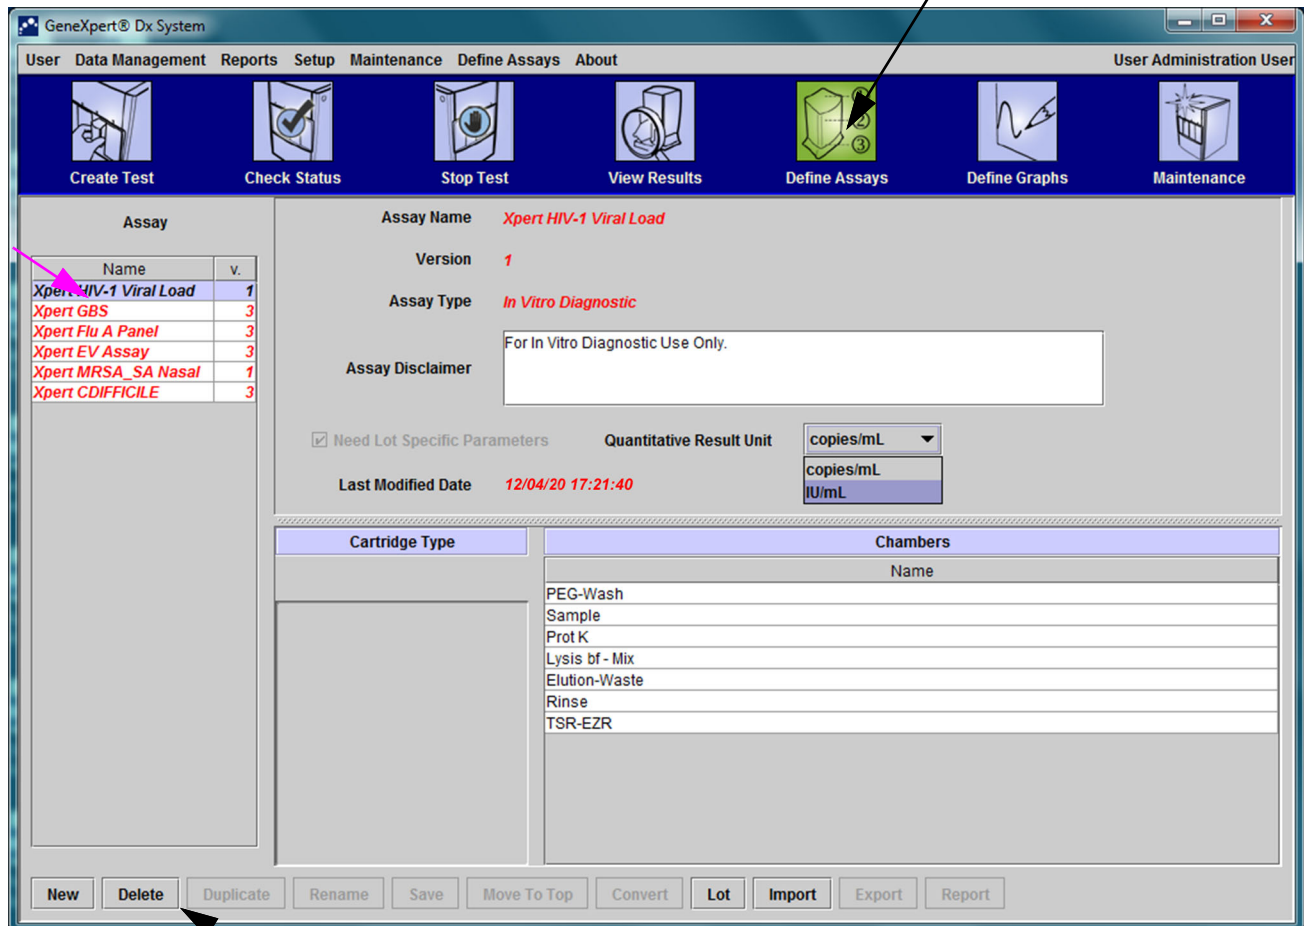 GeneXpert® Dx System
User Data Management Reports Setup Maintenance Define Assays About User Administration User
① ② ③
Create Test Check Status Stop Test View Results Define Assays Define Graphs Maintenance
Assay
Name v.
Xpert HIV-1 Viral Load 1
Xpert GBS 3
Xpert Flu A Panel 3
Xpert EV Assay 3
Xpert MRSA_SA Nasal 1
Xpert CDIFFICILE 3
Assay Name Xpert HIV-1 Viral Load
Version 1
Assay Type In Vitro Diagnostic
Assay Disclaimer For In Vitro Diagnostic Use Only.
Need Lot Specific Parameters Quantitative Result Unit copies/mL
copies/mL
IU/mL
Last Modified Date 12/04/20 17:21:40
Cartridge Type
Chambers
Name
PEG-Wash
Sample
Prot K
Lysis bf - Mix
Elution-Waste
Rinse
TSR-EZR
New Delete Duplicate Rename Save Move To Top Convert Lot Import Export Report